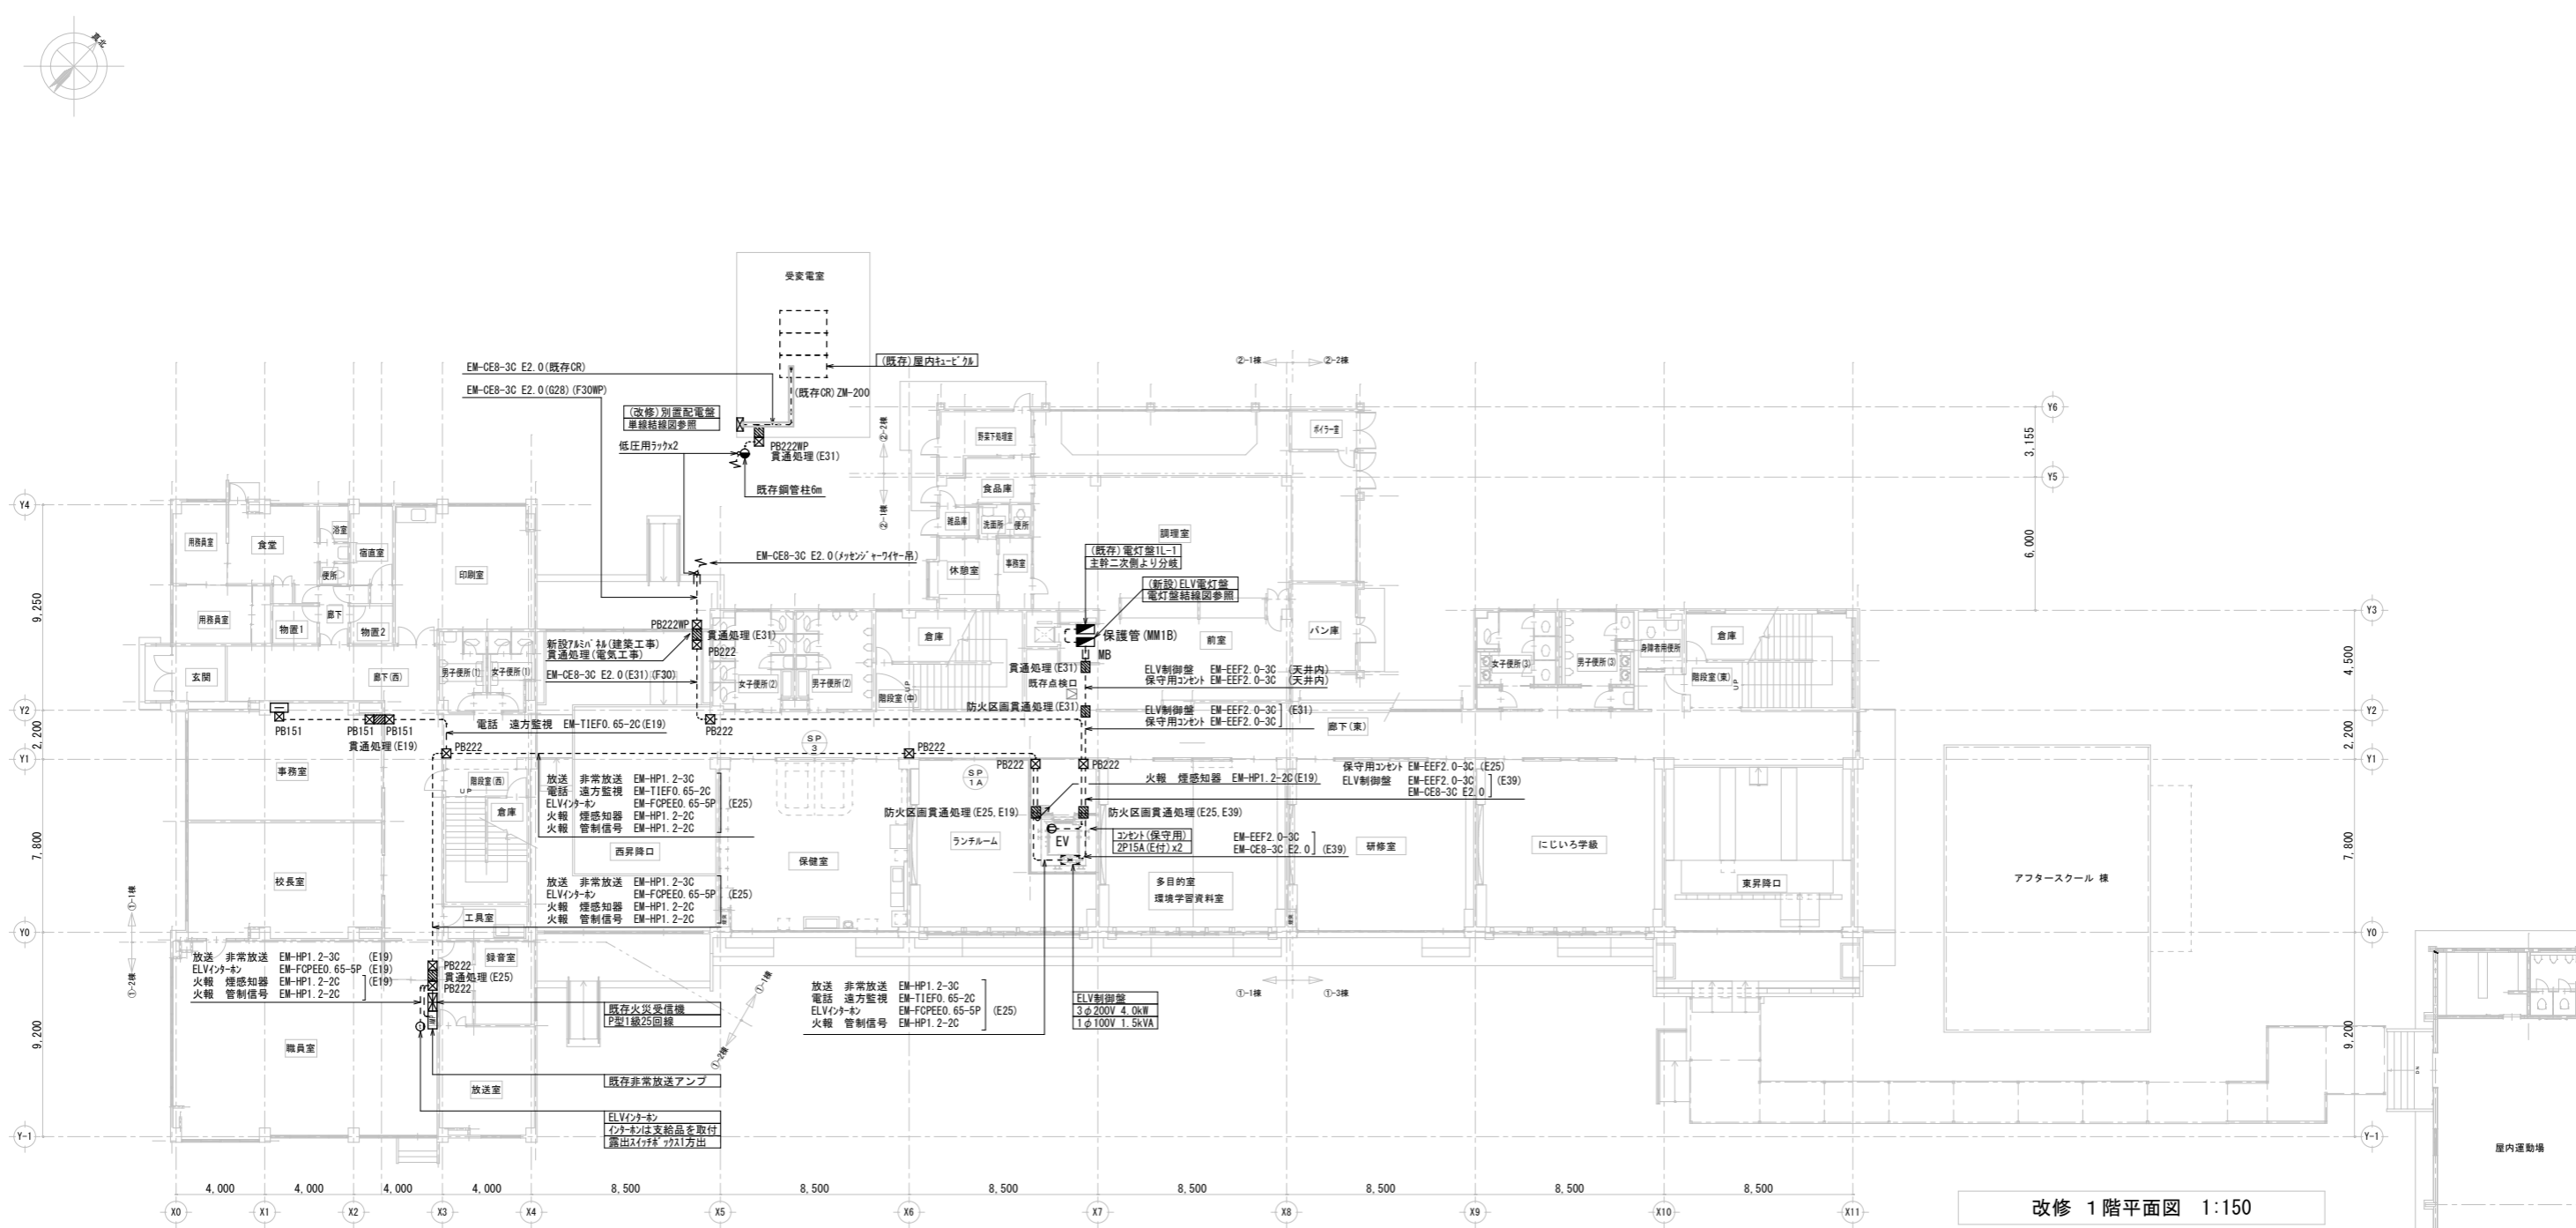 真北
受変電室
(既存)屋内キュービクル
EM-CE8-3C E2.0(既存CR)
EM-CE8-3C E2.0(G28)(F30WP)
(既存CR)ZM-200
(改修)別置配電盤
単線結線図参照
低圧用ラックx2
PB222WP
貫通処理(E31)
既存鋼管柱6m
EM-CE8-3C E2.0(メッセンジャーワイヤー吊)
②-1棟
②-2棟
②-2棟
②-1棟
Y6
Y5
3,155
6,000
野菜下処理室
ボイラー室
食品庫
雑品庫
洗面所
便所
調理室
休憩室
事務室
パン庫
前室
(既存)電灯盤1L-1
主幹二次側より分岐
(新設)ELV電灯盤
電灯盤結線図参照
保護管(MM1B)
MB
Y4
9,250
用務員室
食堂
浴室
宿直室
便所
印刷室
用務員室
物置1
廊下
物置2
玄関
廊下(西)
男子便所(1)
女子便所(1)
PB222WP
貫通処理(E31)
PB222
新設アルミパネル(建築工事)
貫通処理(電気工事)
EM-CE8-3C E2.0(E31)(F30)
女子便所(2)
男子便所(2)
倉庫
階段室(中)
UP
貫通処理(E31)
既存点検口
防火区画貫通処理(E31)
ELV制御盤 EM-EEF2.0-3C (天井内)
保守用コンセント EM-EEF2.0-3C (天井内)
ELV制御盤 EM-EEF2.0-3C
保守用コンセント EM-EEF2.0-3C
(E31)
廊下(東)
女子便所(3)
男子便所(3)
身障者用便所
倉庫
階段室(東)
UP
Y3
4,500
Y2
2,200
Y1
7,800
Y0
9,200
Y-1
Y2
2,200
Y1
7,800
Y0
9,200
Y-1
PB151
PB151
PB151
貫通処理(E19)
電話 遠方監視 EM-TIEF0.65-2C(E19)
PB222
PB222
SP
3
PB222
SP
1A
PB222
PB222
事務室
階段室(西)
UP
倉庫
放送 非常放送 EM-HP1.2-3C
電話 遠方監視 EM-TIEF0.65-2C
ELVインターホン EM-FCPEE0.65-5P
火報 煙感知器 EM-HP1.2-2C
火報 管制信号 EM-HP1.2-2C
(E25)
火報 煙感知器 EM-HP1.2-2C(E19)
保守用コンセント EM-EEF2.0-3C (E25)
ELV制御盤 EM-EEF2.0-3C
EM-CE8-3C E2.0
(E39)
防火区画貫通処理(E25,E19)
防火区画貫通処理(E25,E39)
コンセント(保守用)
2P15A(E付)x2
EM-EEF2.0-3C
EM-CE8-3C E2.0
(E39)
EV
西昇降口
保健室
ランチルーム
多目的室
環境学習資料室
研修室
にじいろ学級
東昇降口
アフタースクール 棟
校長室
工具室
放送 非常放送 EM-HP1.2-3C
ELVインターホン EM-FCPEE0.65-5P
火報 煙感知器 EM-HP1.2-2C
火報 管制信号 EM-HP1.2-2C
(E25)
①-1棟
①-2棟
放送 非常放送 EM-HP1.2-3C (E19)
ELVインターホン EM-FCPEE0.65-5P (E19)
火報 煙感知器 EM-HP1.2-2C
火報 管制信号 EM-HP1.2-2C
(E19)
録音室
PB222
貫通処理(E25)
PB222
既存火災受信機
P型1級25回線
①-1棟
①-2棟
放送 非常放送 EM-HP1.2-3C
電話 遠方監視 EM-TIEF0.65-2C
ELVインターホン EM-FCPEE0.65-5P
火報 管制信号 EM-HP1.2-2C
(E25)
ELV制御盤
3φ200V 4.0kW
1φ100V 1.5kVA
①-1棟
①-3棟
職員室
放送室
既存非常放送アンプ
ELVインターホン
インターホンは支給品を取付
露出スイッチボックス1方出
DN
屋内運動場
4,000
4,000
4,000
4,000
8,500
8,500
8,500
8,500
8,500
8,500
8,500
X0
X1
X2
X3
X4
X5
X6
X7
X8
X9
X10
X11
改修 1階平面図 1:150